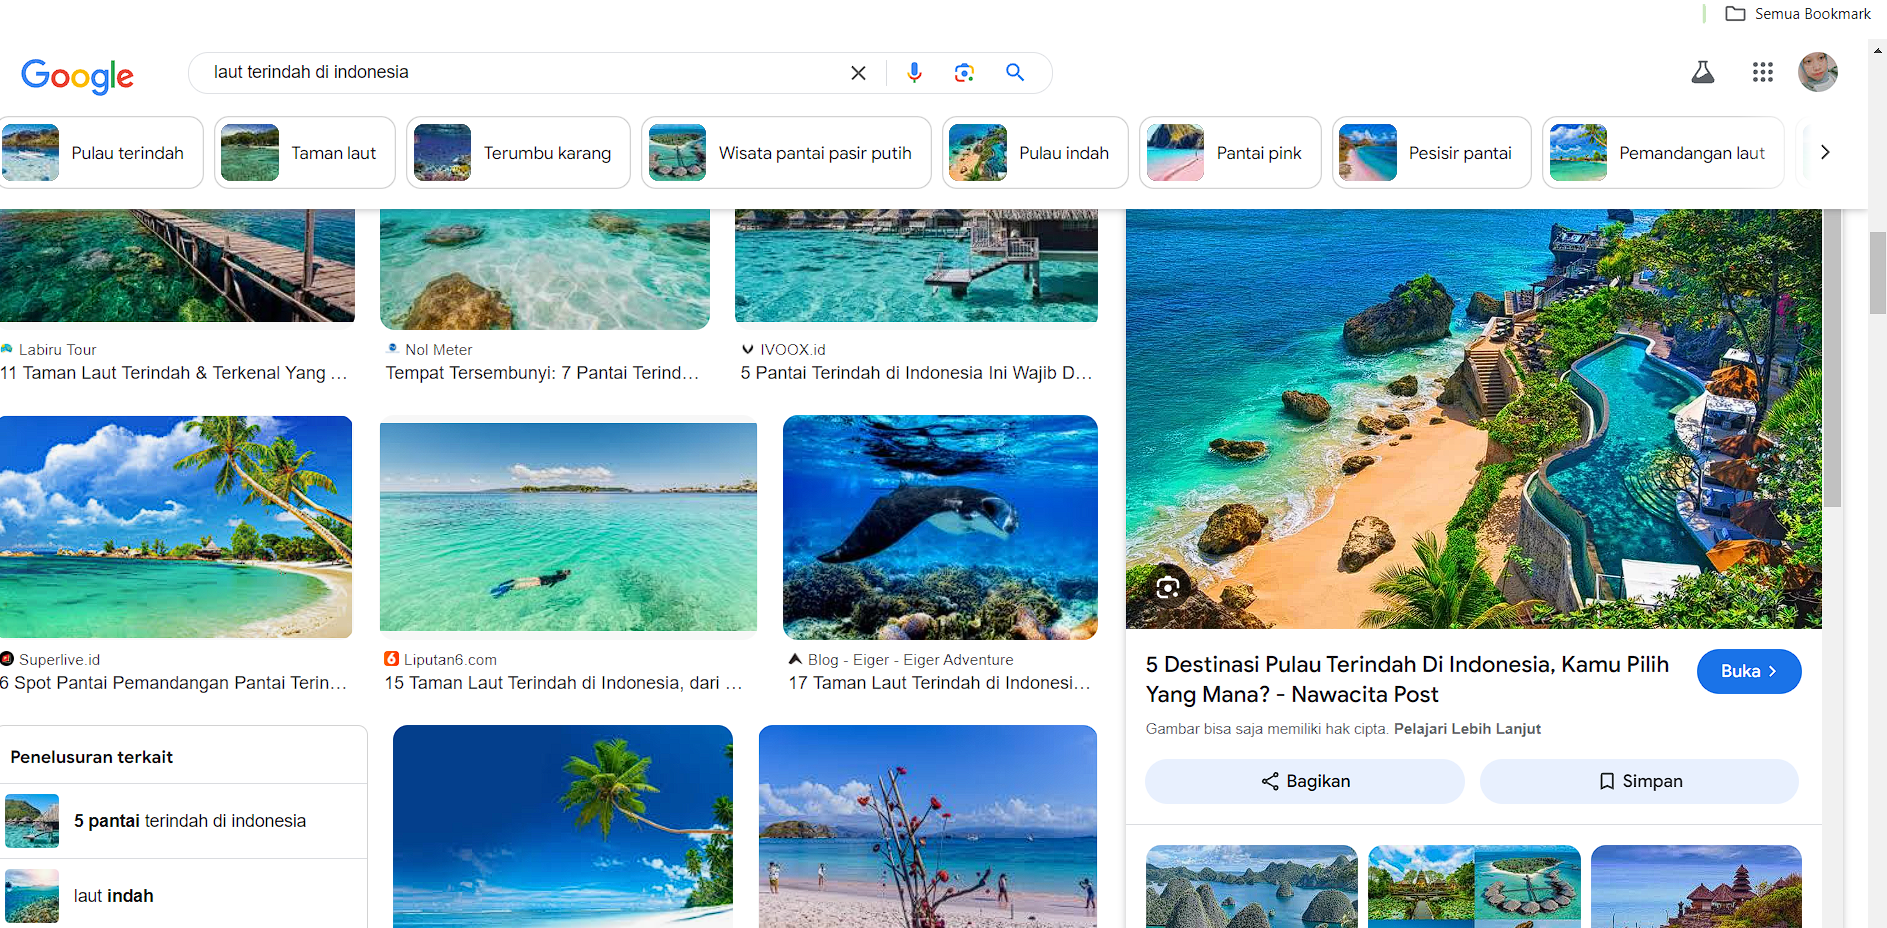 Semua Bookmark
Google
laut terindah di indonesia
Pulau terindah
Taman laut
Terumbu karang
Wisata pantai pasir putih
Pulau indah
Pantai pink
Pesisir pantai
Pemandangan laut
Labiru Tour
11 Taman Laut Terindah & Terkenal Yang ...
Nol Meter
Tempat Tersembunyi: 7 Pantai Terind...
IVOOX.id
5 Pantai Terindah di Indonesia Ini Wajib D...
Superlive.id
6 Spot Pantai Pemandangan Pantai Terin...
Liputan6.com
15 Taman Laut Terindah di Indonesia, dari ...
Blog - Eiger - Eiger Adventure
17 Taman Laut Terindah di Indonesi...
Penelusuran terkait
5 pantai terindah di indonesia
laut indah
5 Destinasi Pulau Terindah Di Indonesia, Kamu Pilih
Yang Mana? - Nawacita Post
Buka
Gambar bisa saja memiliki hak cipta. Pelajari Lebih Lanjut
Bagikan
Simpan